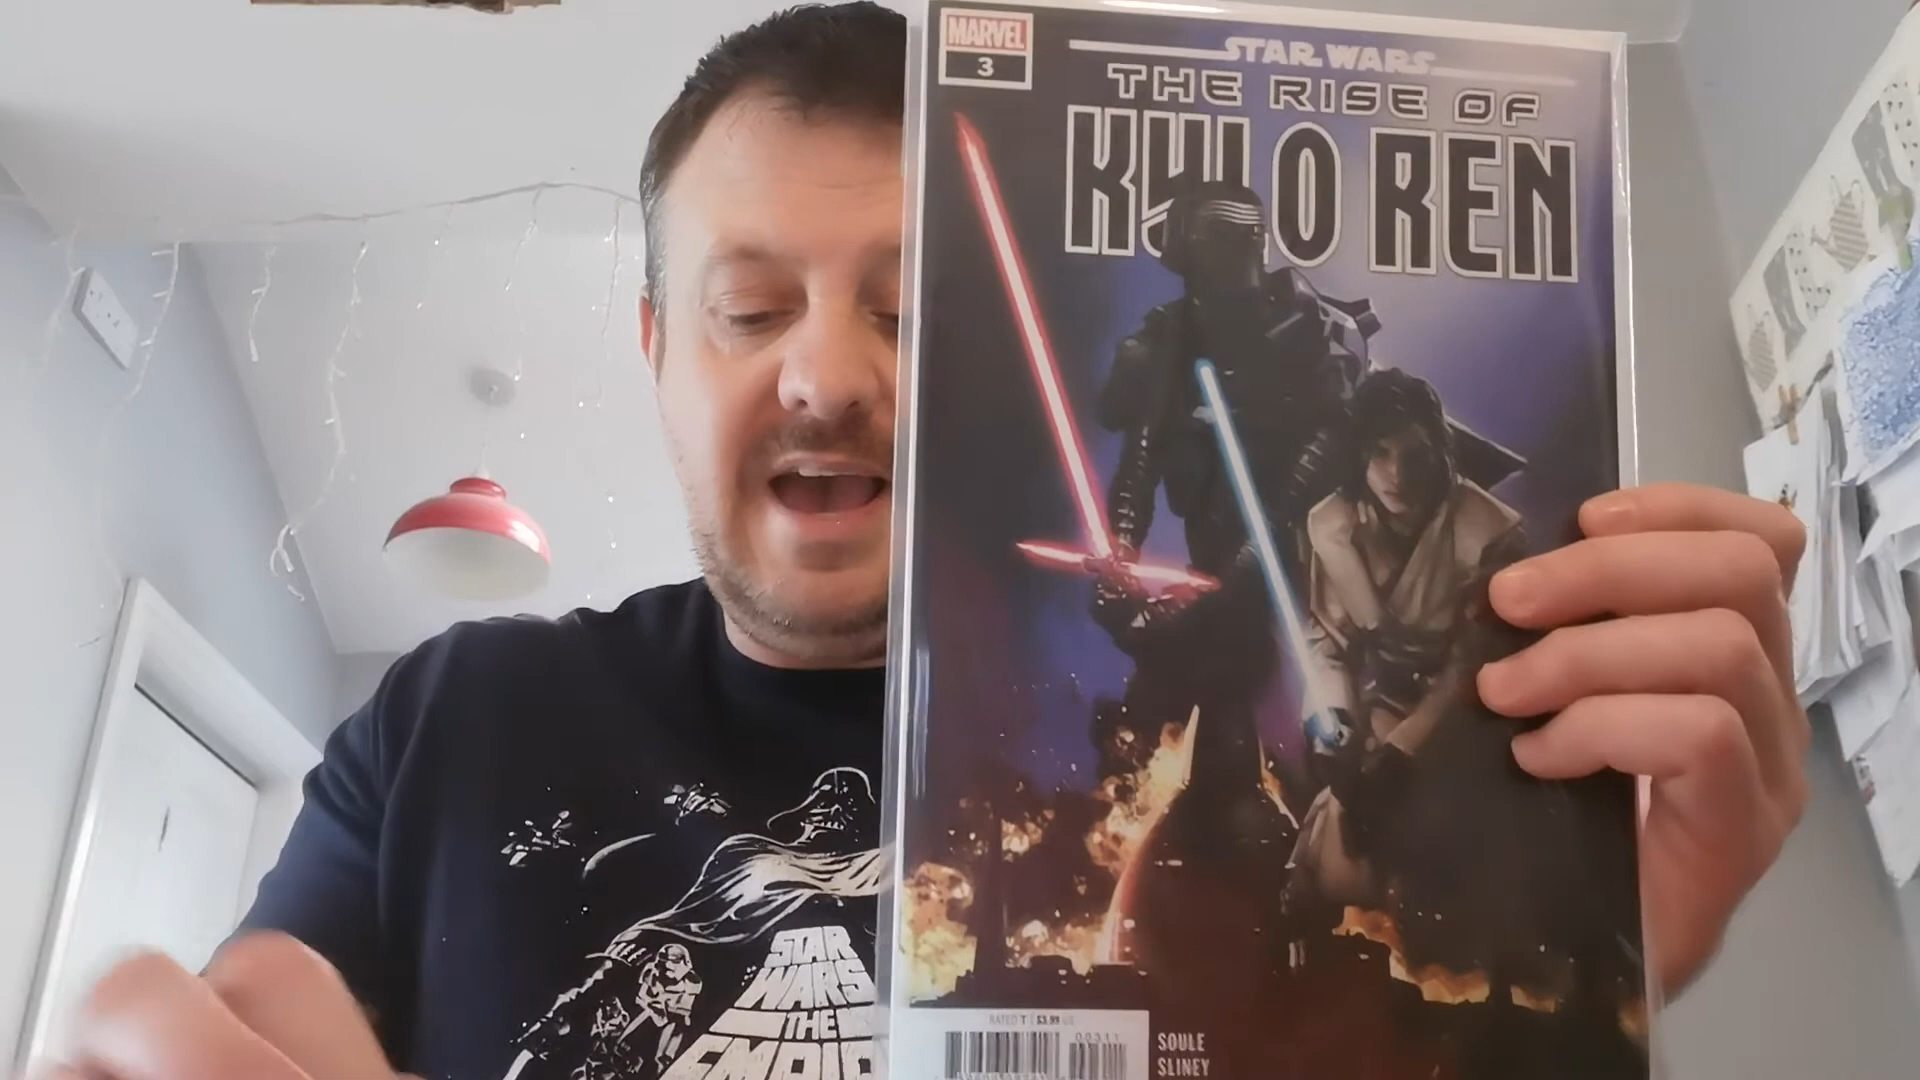 MARVEL
3
STAR WARS
THE RISE OF
KYLO REN
RATED T $3.99 US
00311
SOULE
SLINEY
STAR
WARS
THE
EMPIRE